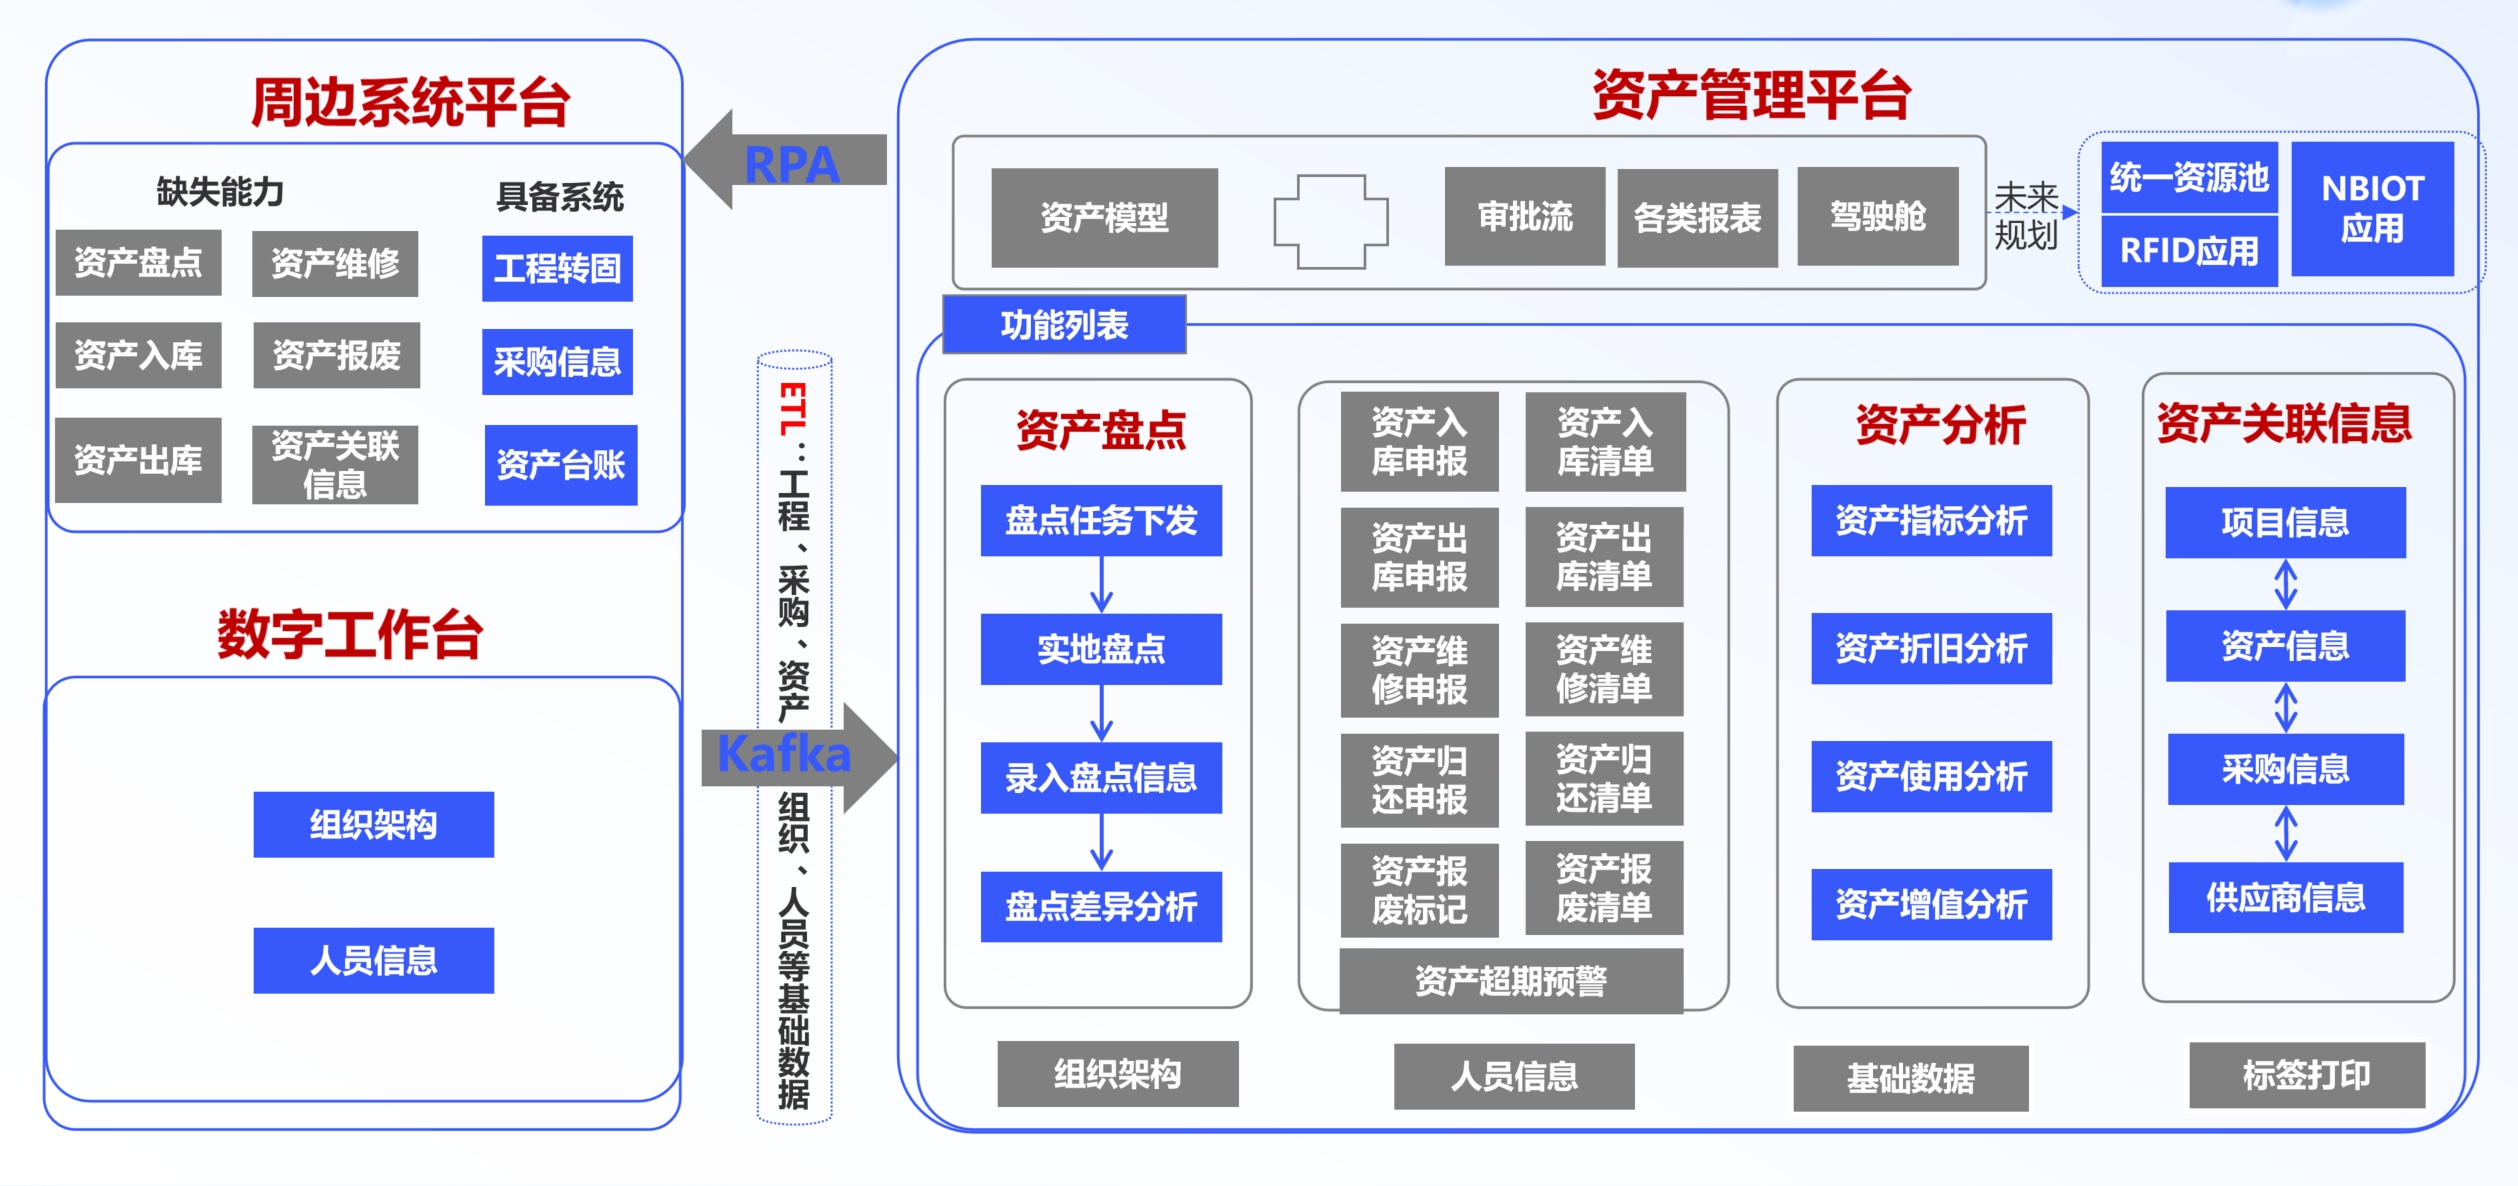 周边系统平台
缺失能力
具备系统
资产盘点
资产维修
工程转固
资产入库
资产报废
采购信息
资产出库
资产关联
信息
资产台账
数字工作台
组织架构
人员信息
RPA
ETL：工程、采购、资产
Kafka
组织、人员等基础数据
资产管理平台
资产模型
审批流
各类报表
驾驶舱
未来
规划
统一资源池
RFID应用
NBIOT
应用
功能列表
资产盘点
盘点任务下发
实地盘点
录入盘点信息
盘点差异分析
资产入
库申报
资产入
库清单
资产出
库申报
资产出
库清单
资产维
修申报
资产维
修清单
资产归
还申报
资产归
还清单
资产报
废标记
资产报
废清单
资产超期预警
资产分析
资产指标分析
资产折旧分析
资产使用分析
资产增值分析
资产关联信息
项目信息
资产信息
采购信息
供应商信息
组织架构
人员信息
基础数据
标签打印